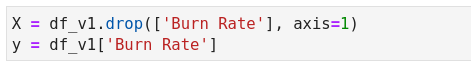 X = df_v1.drop(['Burn Rate'], axis=1)
y = df_v1['Burn Rate']